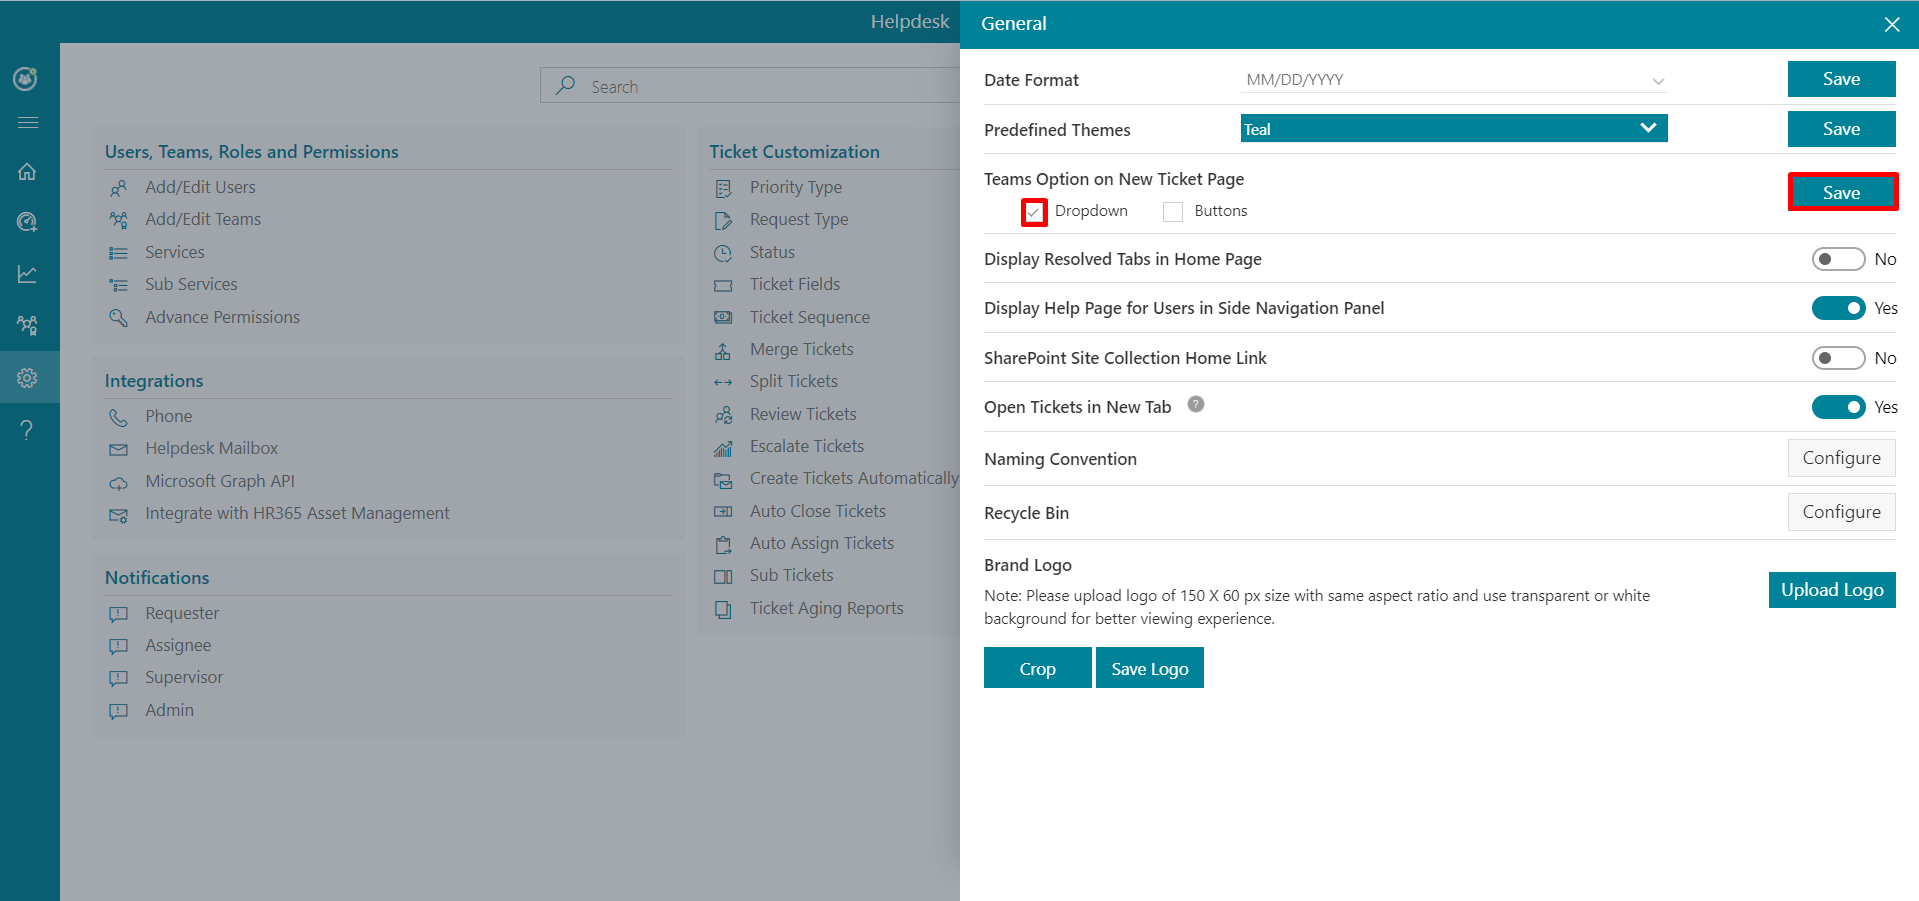 Helpdesk
Search
Users, Teams, Roles and Permissions
Add/Edit Users
Add/Edit Teams
Services
Sub Services
Advance Permissions
Integrations
Phone
Helpdesk Mailbox
Microsoft Graph API
Integrate with HR365 Asset Management
Notifications
Requester
Assignee
Supervisor
Admin
Ticket Customization
Priority Type
Request Type
Status
Ticket Fields
Ticket Sequence
Merge Tickets
Split Tickets
Review Tickets
Escalate Tickets
Create Tickets Automatically
Auto Close Tickets
Auto Assign Tickets
Sub Tickets
Ticket Aging Reports
General
Date Format MM/DD/YYYY Save
Predefined Themes Teal Save
Teams Option on New Ticket Page
Dropdown Buttons Save
Display Resolved Tabs in Home Page No
Display Help Page for Users in Side Navigation Panel Yes
SharePoint Site Collection Home Link No
Open Tickets in New Tab ? Yes
Naming Convention Configure
Recycle Bin Configure
Brand Logo
Note: Please upload logo of 150 X 60 px size with same aspect ratio and use transparent or white
background for better viewing experience.
Upload Logo
Crop Save Logo